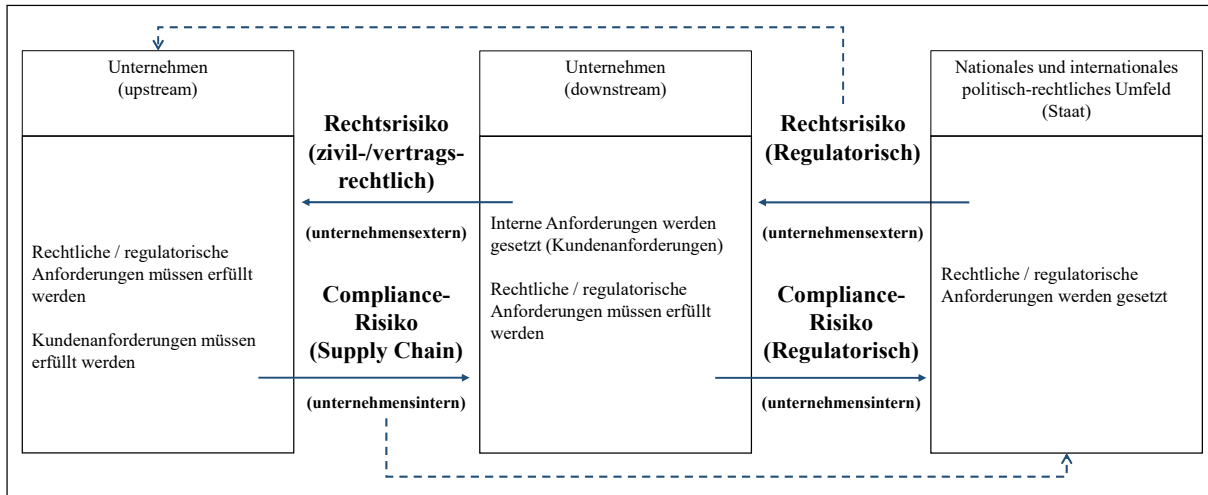 Unternehmen
(upstream)
Rechtliche / regulatorische
Anforderungen müssen erfüllt
werden
Kundenanforderungen müssen
erfüllt werden
Rechtsrisiko
(zivil-/vertrags-
rechtlich)
(unternehmensextern)
Compliance-
Risiko
(Supply Chain)
(unternehmensintern)
Unternehmen
(downstream)
Interne Anforderungen werden
gesetzt (Kundenanforderungen)
Rechtliche / regulatorische
Anforderungen müssen erfüllt
werden
Rechtsrisiko
(Regulatorisch)
(unternehmensextern)
Compliance-
Risiko
(Regulatorisch)
(unternehmensintern)
Nationales und internationales
politisch-rechtliches Umfeld
(Staat)
Rechtliche / regulatorische
Anforderungen werden gesetzt